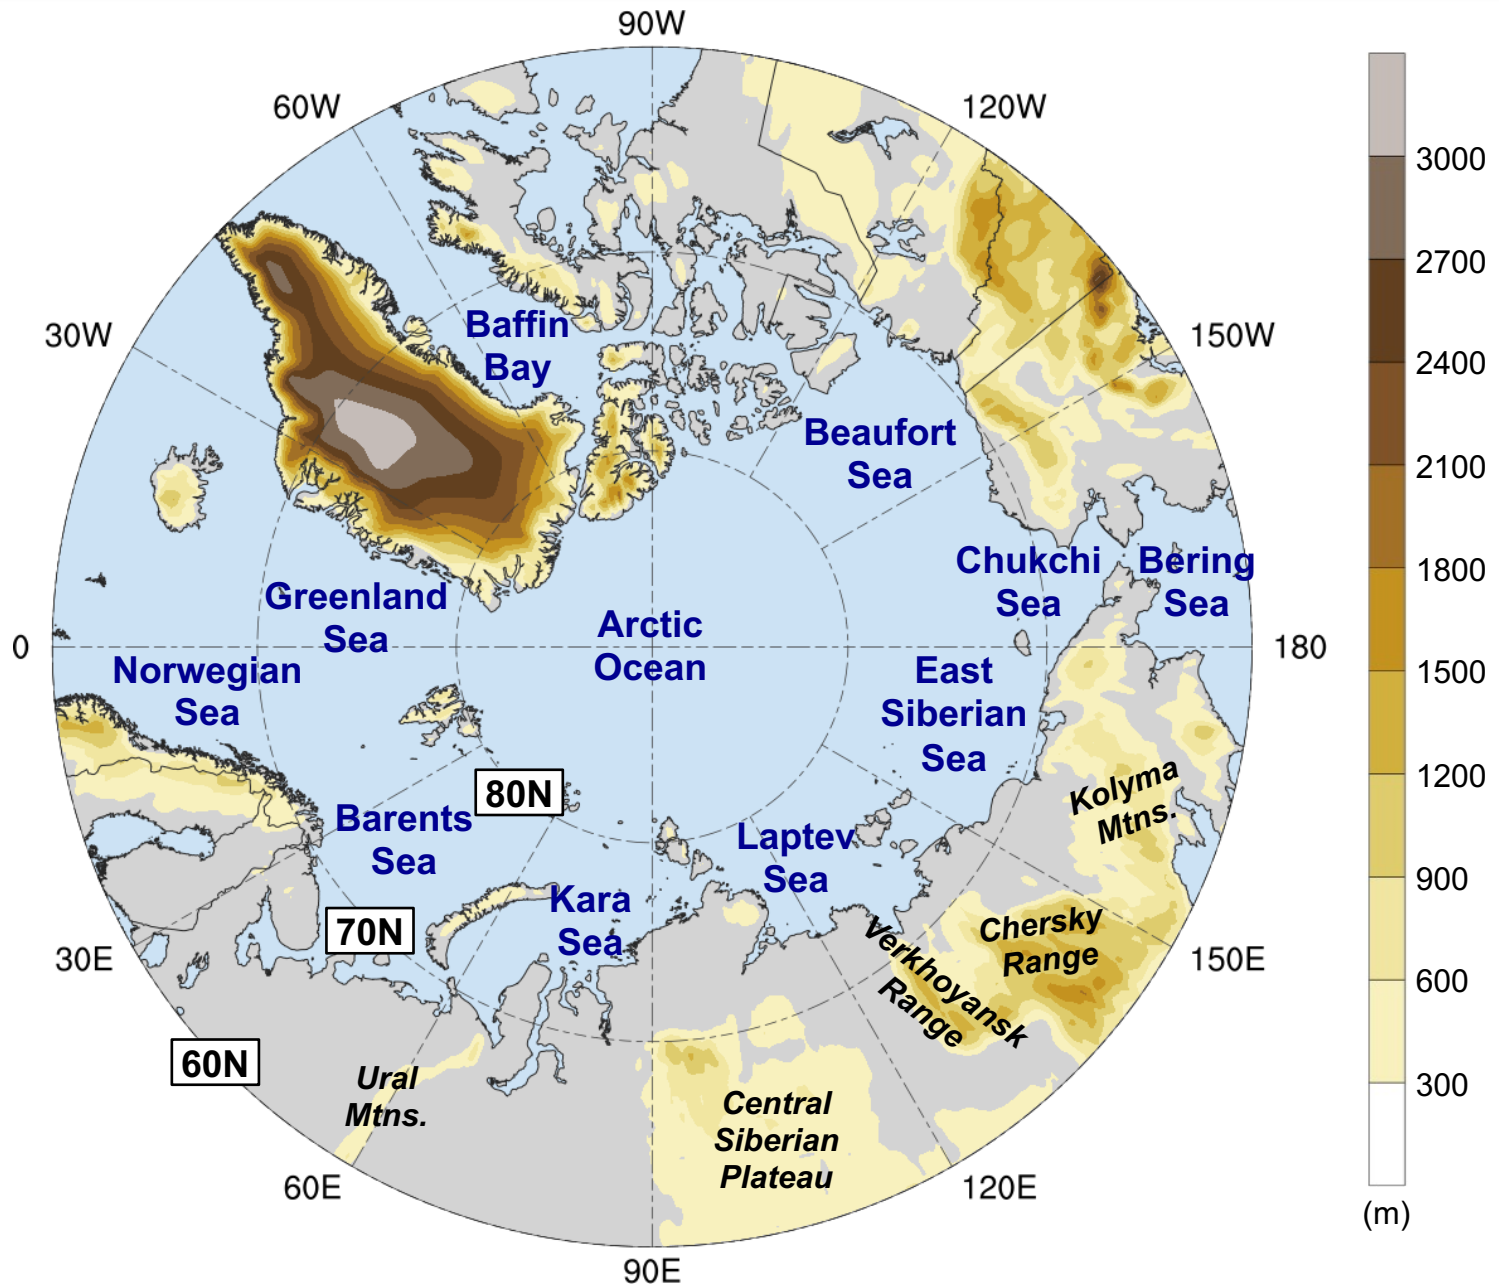 90W
60W
120W
30W
150W
Baffin
Bay
Beaufort
Sea
Chukchi
Sea
Bering
Sea
Greenland
Sea
Arctic
Ocean
0
180
Norwegian
Sea
East
Siberian
Sea
80N
Kolyma
Mtns.
Barents
Sea
Laptev
Sea
Kara
Sea
70N
Chersky
Range
Verkhoyansk
Range
30E
150E
60N
Ural
Mtns.
Central
Siberian
Plateau
60E
120E
90E
3000
2700
2400
2100
1800
1500
1200
900
600
300
(m)